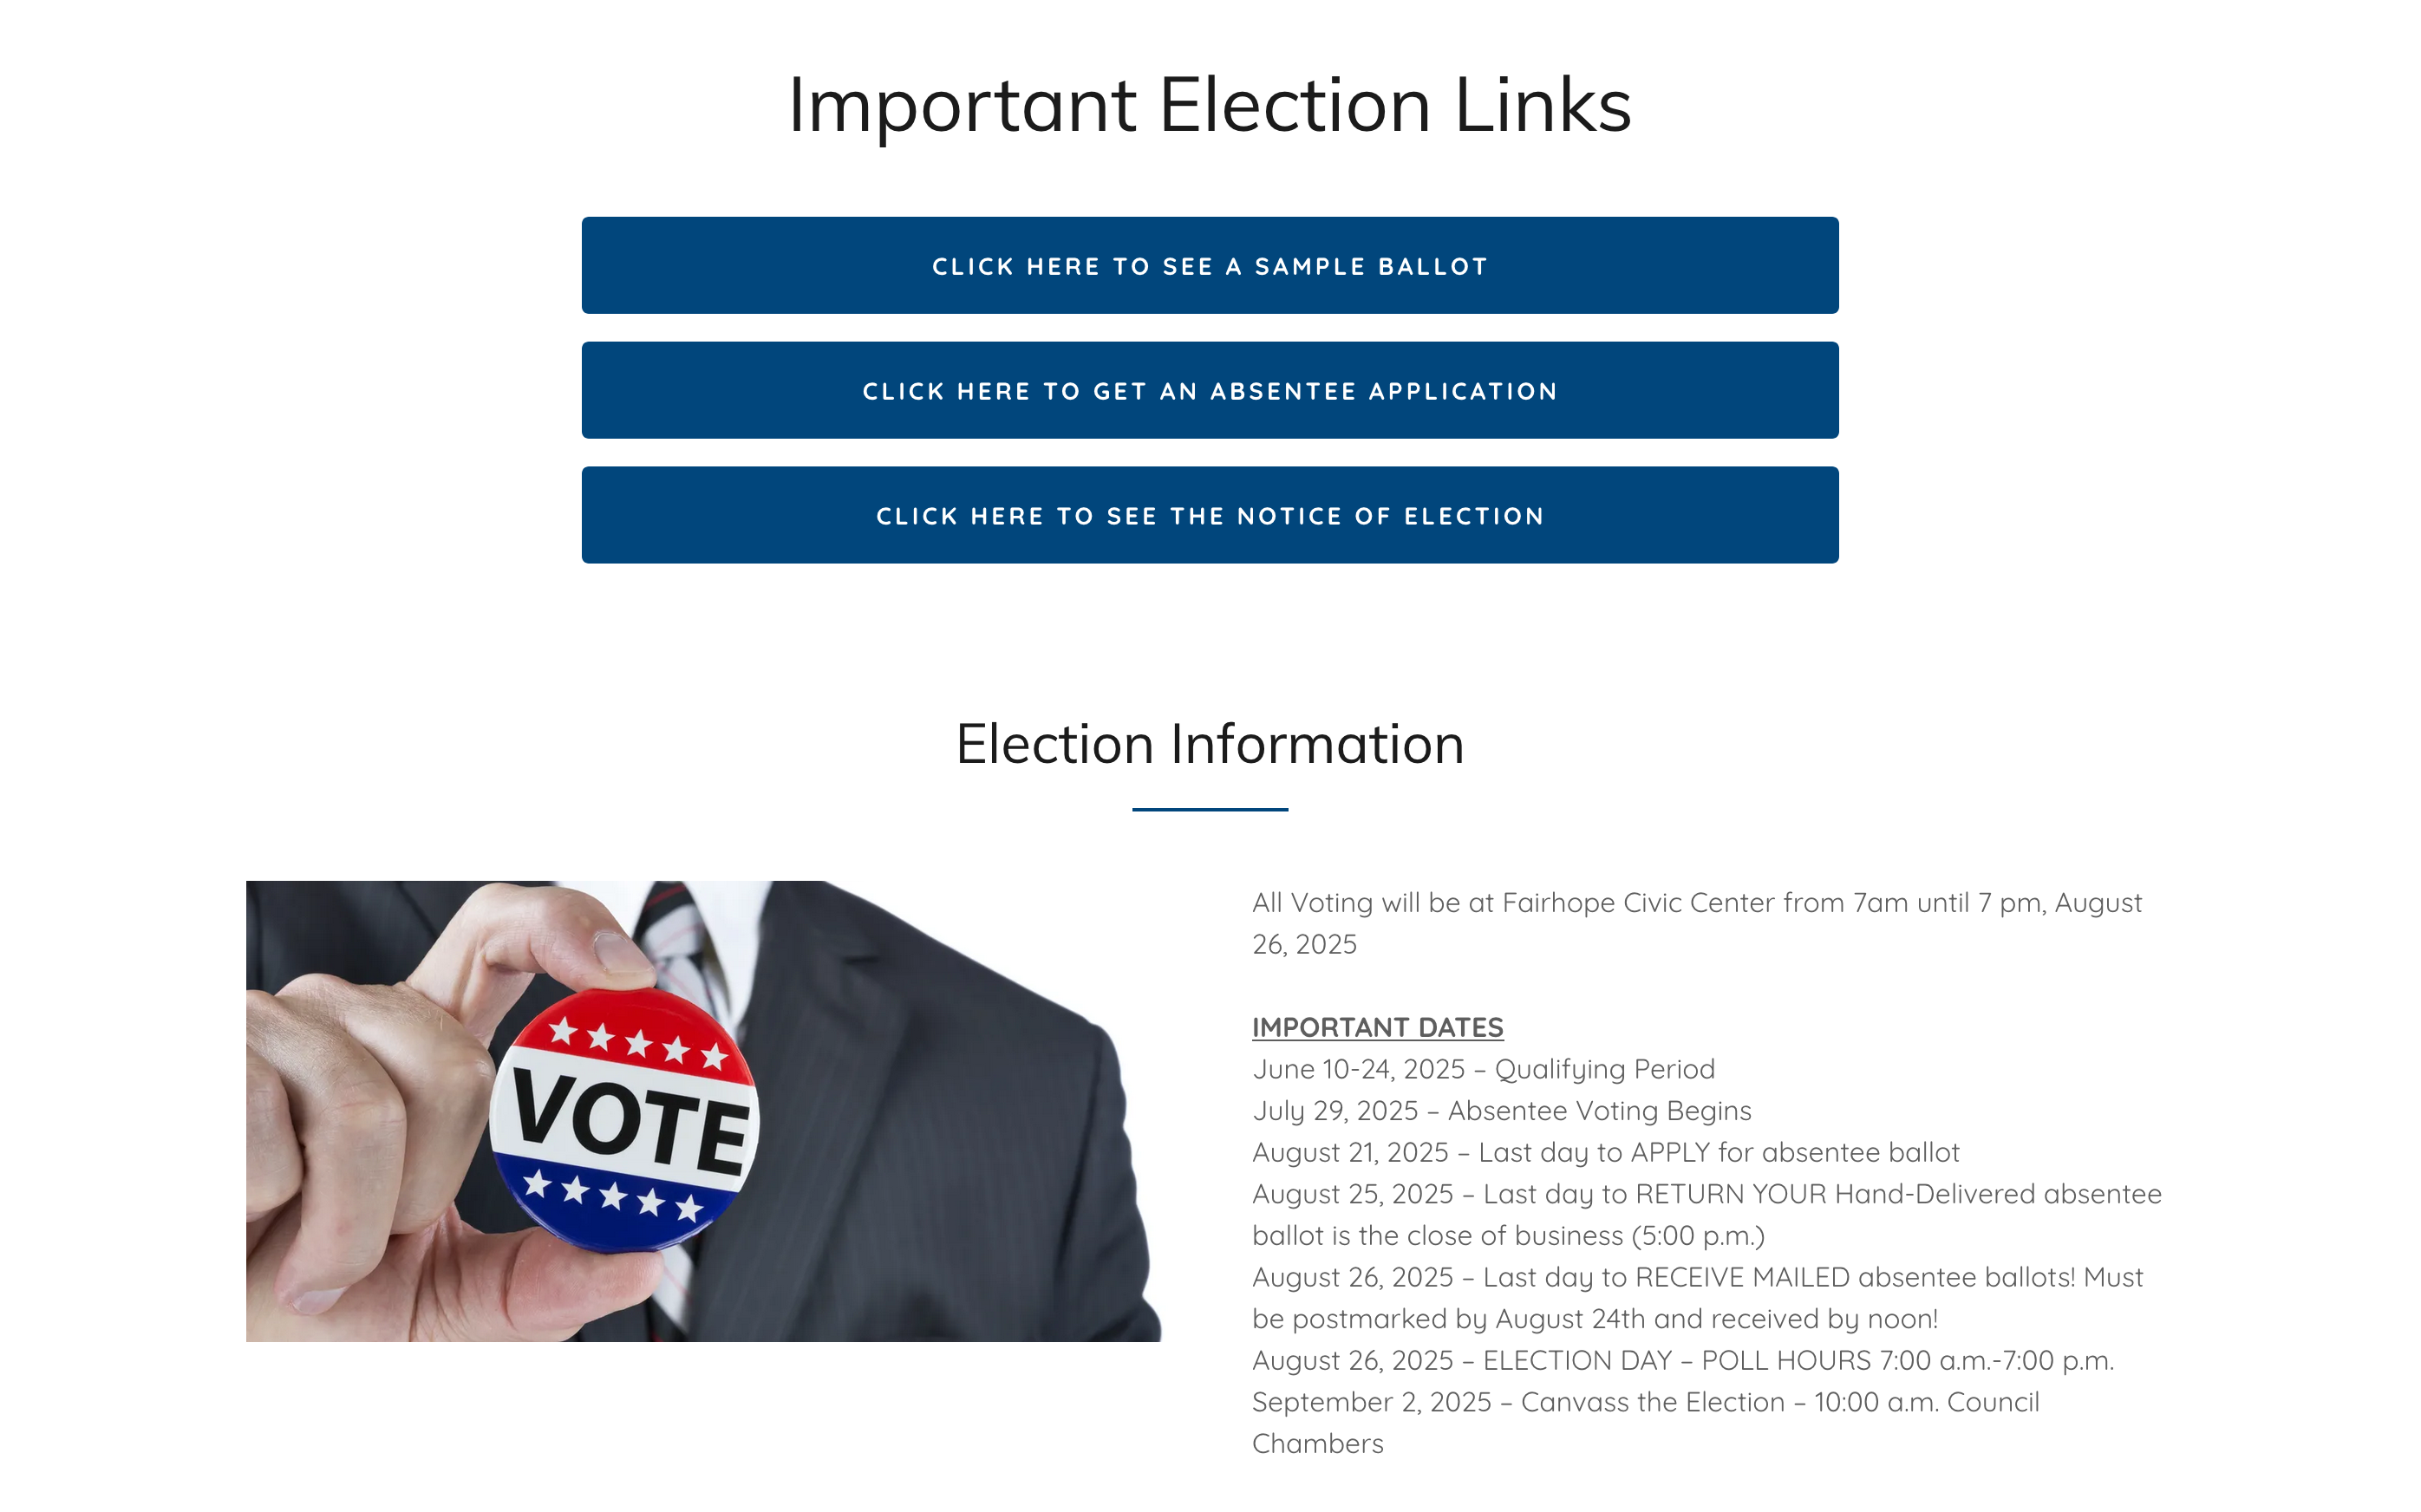 Important Election Links
CLICK HERE TO SEE A SAMPLE BALLOT
CLICK HERE TO GET AN ABSENTEE APPLICATION
CLICK HERE TO SEE THE NOTICE OF ELECTION
Election Information
VOTE
All Voting will be at Fairhope Civic Center from 7am until 7 pm, August
26, 2025
IMPORTANT DATES
June 10-24, 2025 – Qualifying Period
July 29, 2025 – Absentee Voting Begins
August 21, 2025 – Last day to APPLY for absentee ballot
August 25, 2025 – Last day to RETURN YOUR Hand-Delivered absentee
ballot is the close of business (5:00 p.m.)
August 26, 2025 – Last day to RECEIVE MAILED absentee ballots! Must
be postmarked by August 24th and received by noon!
August 26, 2025 – ELECTION DAY – POLL HOURS 7:00 a.m.-7:00 p.m.
September 2, 2025 – Canvass the Election – 10:00 a.m. Council
Chambers